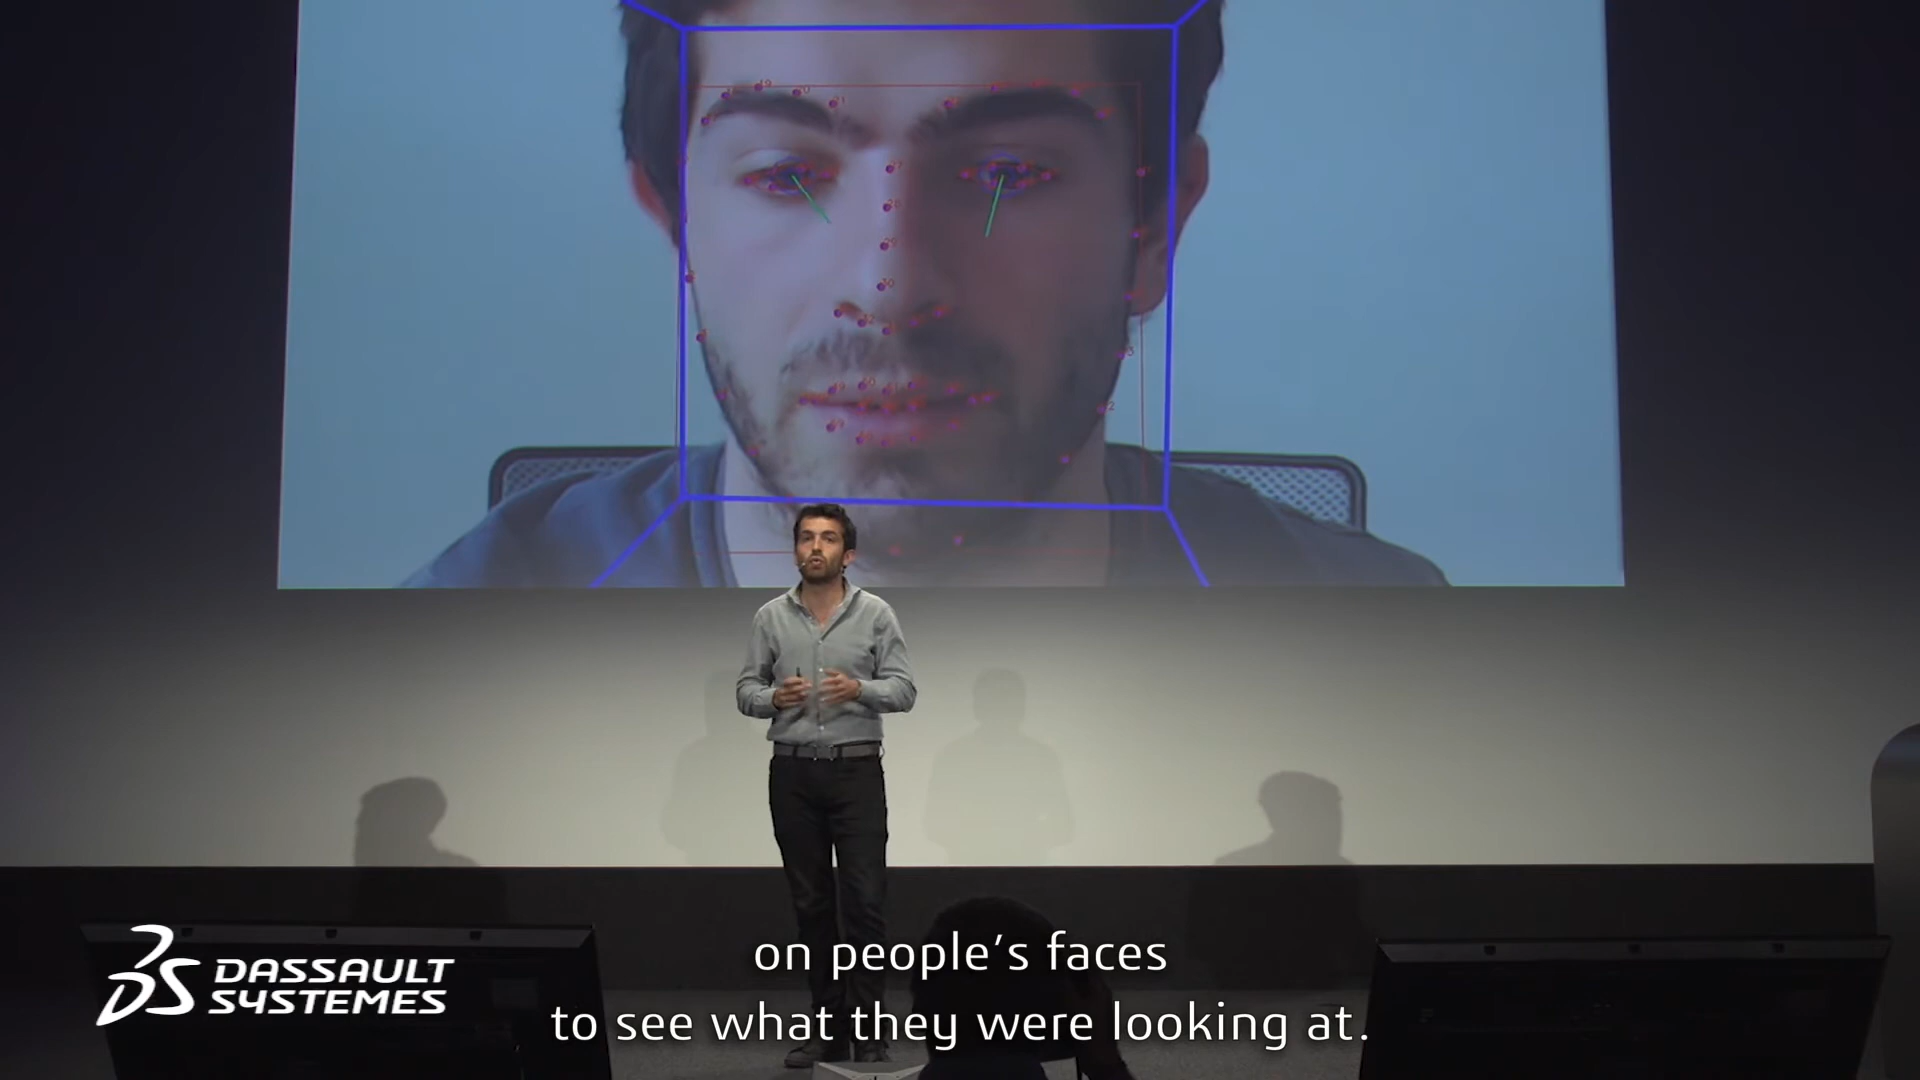 DASSAULT
SYSTEMES
on people's faces
to see what they were looking at.